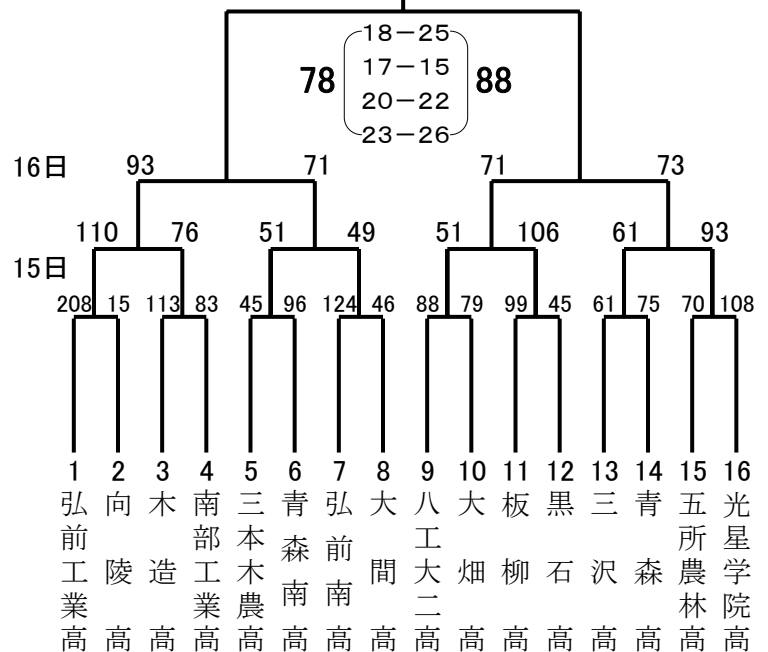 18-25
78 17-15 88
20-22
23-26
16日 93 71 71 73
110 76 51 49 51 106 61 93
15日
208 15 113 83 45 96 124 46 88 79 99 45 61 75 70 108
1 2 3 4 5 6 7 8 9 10 11 12 13 14 15 16
弘前工業高
向陵高
木造高
南部工業高
三本木農高
青森南高
弘前南高
大間高
八工大二高
大畑高
板柳高
黒石高
三沢高
青森高
五所農林高
光星学院高